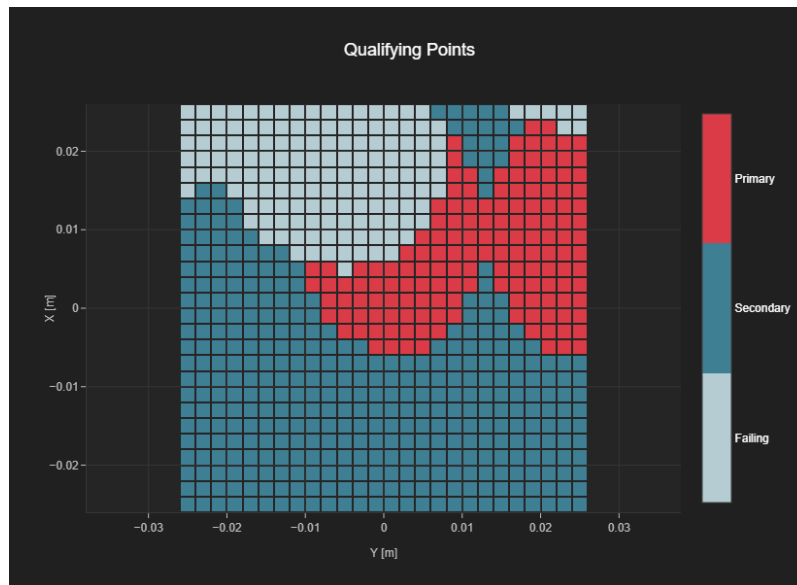 Qualifying Points
Primary
Secondary
Failing
0.02
0.01
0
−0.01
−0.02
X [m]
−0.03
−0.02
−0.01
0
0.01
0.02
0.03
Y [m]